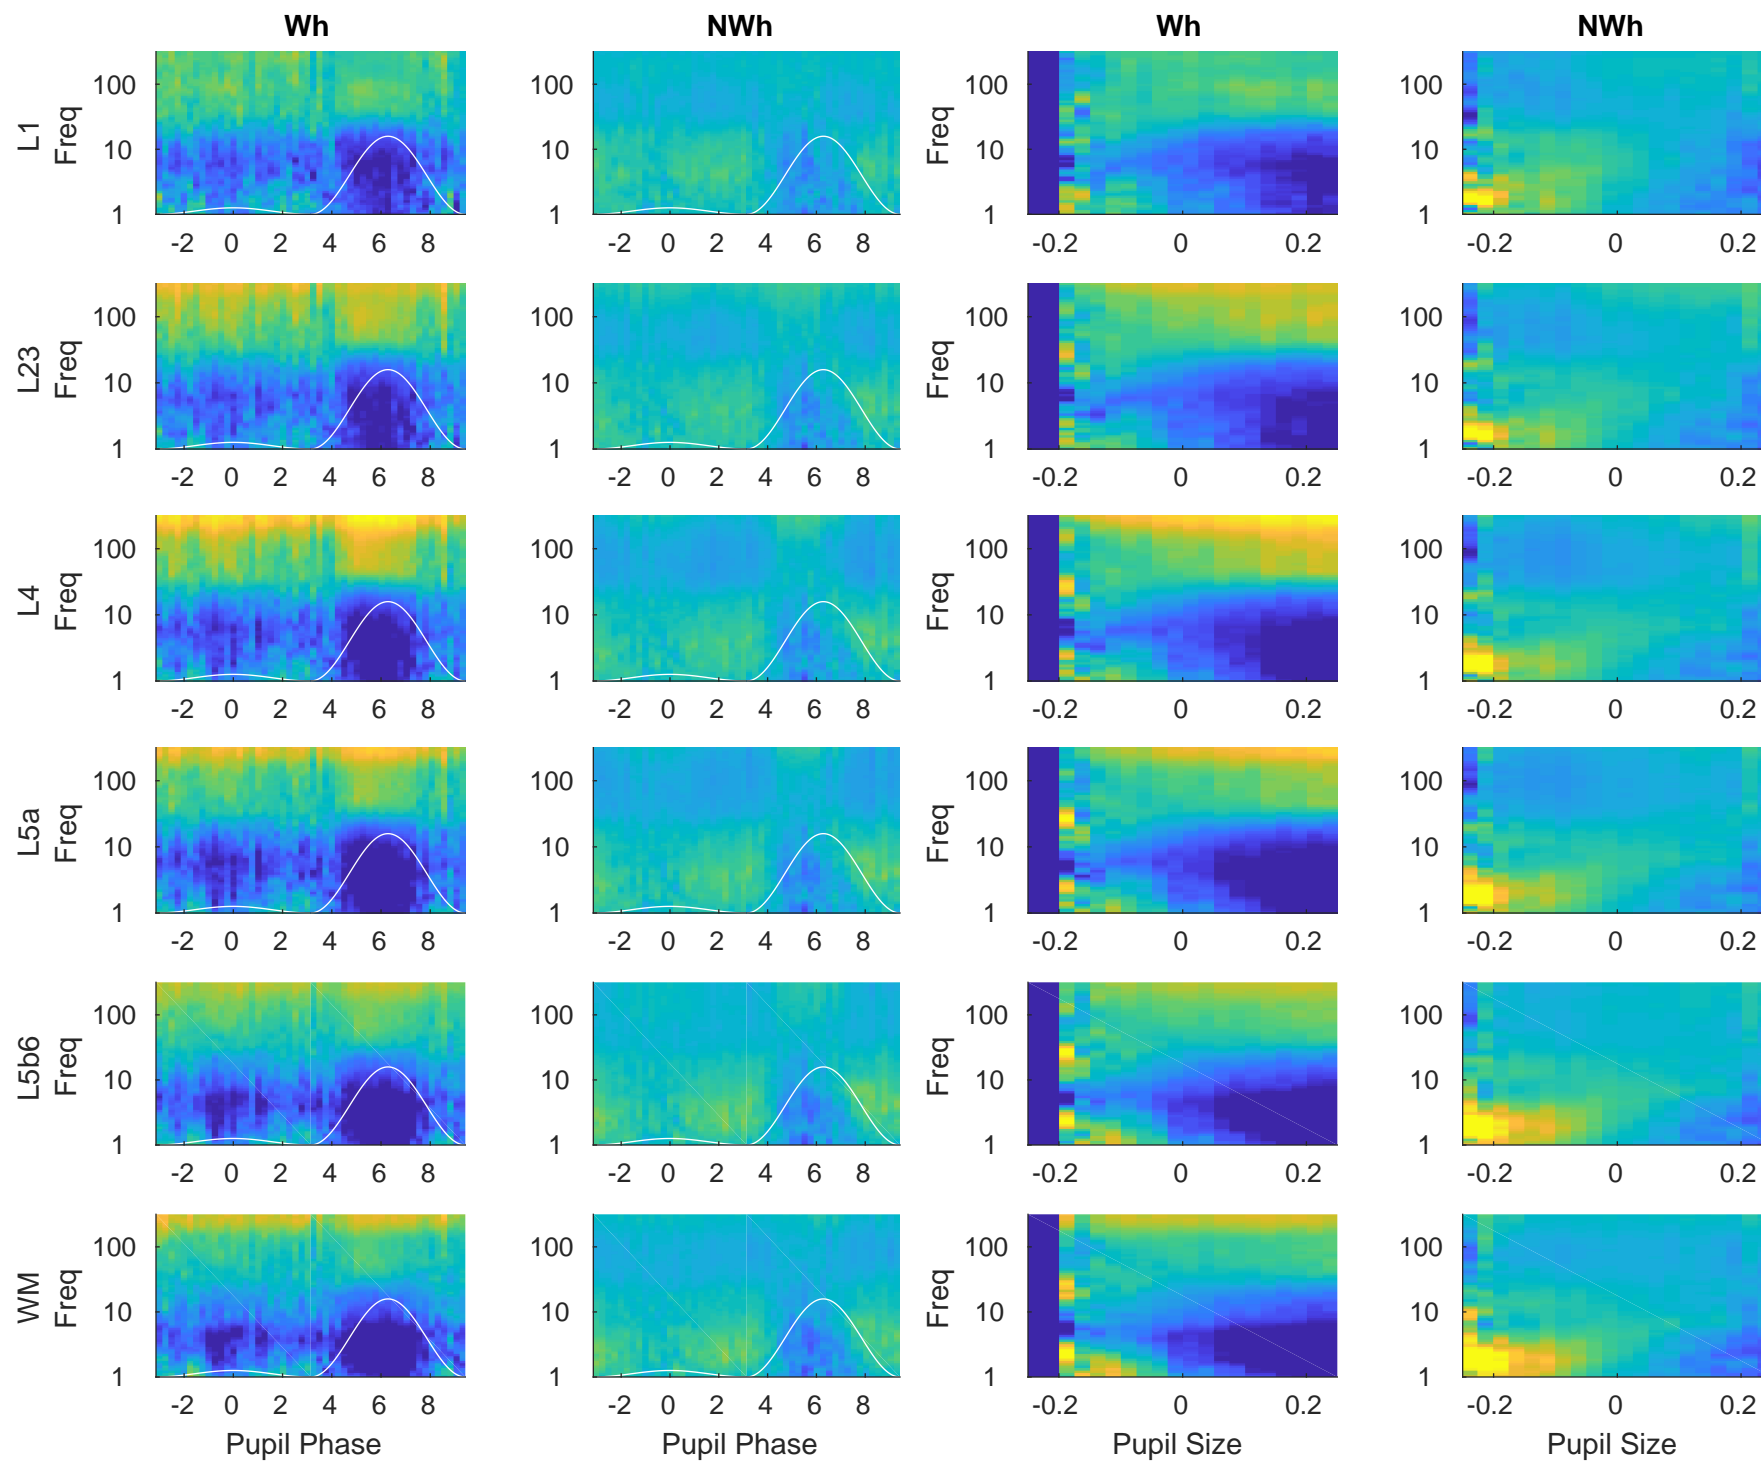 Wh NWh Wh NWh
L1 Freq 100 10 1 100 10 1 Freq 100 10 1 100 10 1
-2 0 2 4 6 8 -2 0 2 4 6 8 -0.2 0 0.2 -0.2 0 0.2
L23 Freq 100 10 1 100 10 1 Freq 100 10 1 100 10 1
-2 0 2 4 6 8 -2 0 2 4 6 8 -0.2 0 0.2 -0.2 0 0.2
L4 Freq 100 10 1 100 10 1 Freq 100 10 1 100 10 1
-2 0 2 4 6 8 -2 0 2 4 6 8 -0.2 0 0.2 -0.2 0 0.2
L5a Freq 100 10 1 100 10 1 Freq 100 10 1 100 10 1
-2 0 2 4 6 8 -2 0 2 4 6 8 -0.2 0 0.2 -0.2 0 0.2
L5b6 Freq 100 10 1 100 10 1 Freq 100 10 1 100 10 1
-2 0 2 4 6 8 -2 0 2 4 6 8 -0.2 0 0.2 -0.2 0 0.2
WM Freq 100 10 1 100 10 1 Freq 100 10 1 100 10 1
-2 0 2 4 6 8 -2 0 2 4 6 8 -0.2 0 0.2 -0.2 0 0.2
Pupil Phase Pupil Phase Pupil Size Pupil Size